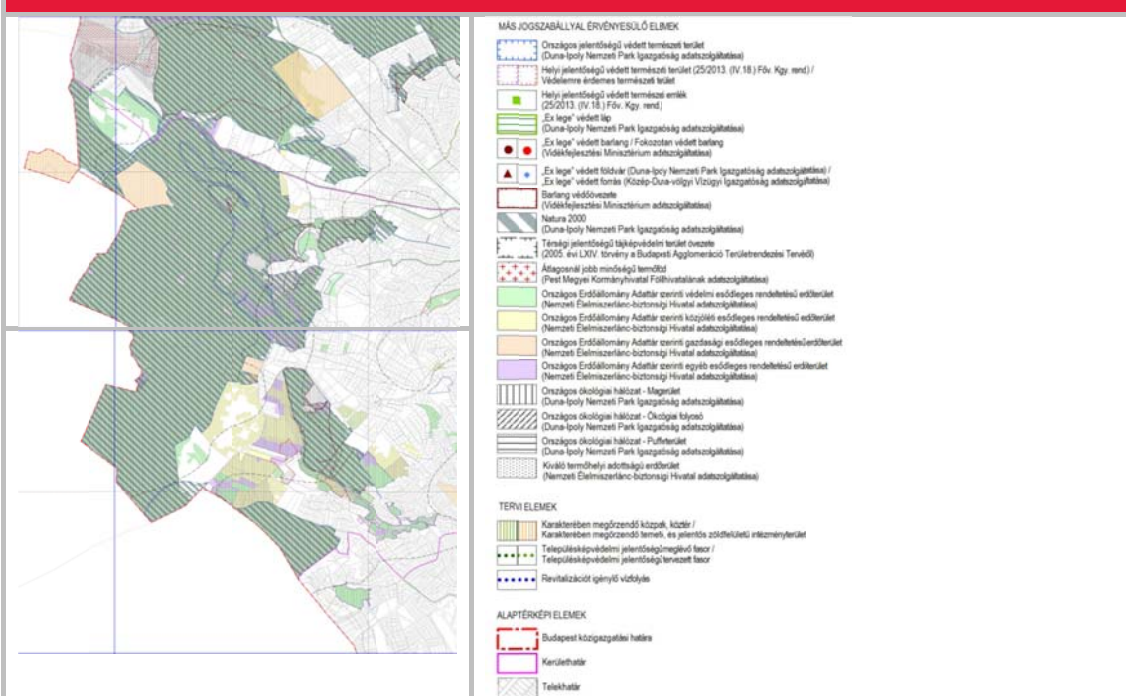 MÁS JOGSZABÁLLYAL ÉRVÉNYESÜLŐ ELEMEK
Országos jelentőségű védett természeti terület
(Duna-Ipoly Nemzeti Park Igazgatóság adatszolgáltatása)
Helyi jelentőségű védett természeti terület (25/2013. (IV.18.) Főv. Kgy. rend) /
Védelemre érdemes természeti terület
Helyi jelentőségű védett természeti emlék
(25/2013. (IV.18.) Főv. Kgy. rend.)
„Ex lege" védett láp
(Duna-Ipoly Nemzeti Park Igazgatóság adatszolgáltatása)
„Ex lege" védett barlang / Fokozottan védett barlang
(Vidékfejlesztési Minisztérium adatszolgáltatása)
„Ex lege" védett földvár (Duna-Ipoly Nemzeti Park Igazgatóság adatszolgáltatása) /
„Ex lege" védett forrás (Közép-Duna-völgyi Vízügyi Igazgatóság adatszolgáltatása)
Barlang védőövezete
(Vidékfejlesztési Minisztérium adatszolgáltatása)
Natura 2000
(Duna-Ipoly Nemzeti Park Igazgatóság adatszolgáltatása)
Térségi jelentőségű tájképvédelmi terület övezete
(2005. évi LXIV. törvény a Budapesti Agglomeráció Területrendezési Tervéről)
Átlagosnál jobb minőségű termőföld
(Pest Megyei Kormányhivatal Földhivatalának adatszolgáltatása)
Országos Erdőállomány Adattár szerinti védelmi elsődleges rendeltetésű erdőterület
(Nemzeti Élelmiszerlánc-biztonsági Hivatal adatszolgáltatása)
Országos Erdőállomány Adattár szerinti közjóléti elsődleges rendeltetésű erdőterület
(Nemzeti Élelmiszerlánc-biztonsági Hivatal adatszolgáltatása)
Országos Erdőállomány Adattár szerinti gazdasági elsődleges rendeltetésű erdőterület
(Nemzeti Élelmiszerlánc-biztonsági Hivatal adatszolgáltatása)
Országos Erdőállomány Adattár szerinti egyéb elsődleges rendeltetésű erdőterület
(Nemzeti Élelmiszerlánc-biztonsági Hivatal adatszolgáltatása)
Országos ökológiai hálózat - Magterület
(Duna-Ipoly Nemzeti Park Igazgatóság adatszolgáltatása)
Országos ökológiai hálózat - Ökológiai folyosó
(Duna-Ipoly Nemzeti Park Igazgatóság adatszolgáltatása)
Országos ökológiai hálózat - Pufferterület
(Duna-Ipoly Nemzeti Park Igazgatóság adatszolgáltatása)
Kiváló termőhelyi adottságú erdőterület
(Nemzeti Élelmiszerlánc-biztonsági Hivatal adatszolgáltatása)
TERVI ELEMEK
Karakterében megőrzendő közpark, köztér /
Karakterében megőrzendő temető, és jelentős zöldfelületű intézményterület
Településképvédelmi jelentőségű meglévő fasor /
Településképvédelmi jelentőségű tervezett fasor
Revitalizációt igénylő vízfolyás
ALAPTÉRKÉPI ELEMEK
Budapest közigazgatási határa
Kerülethatár
Telekhatár